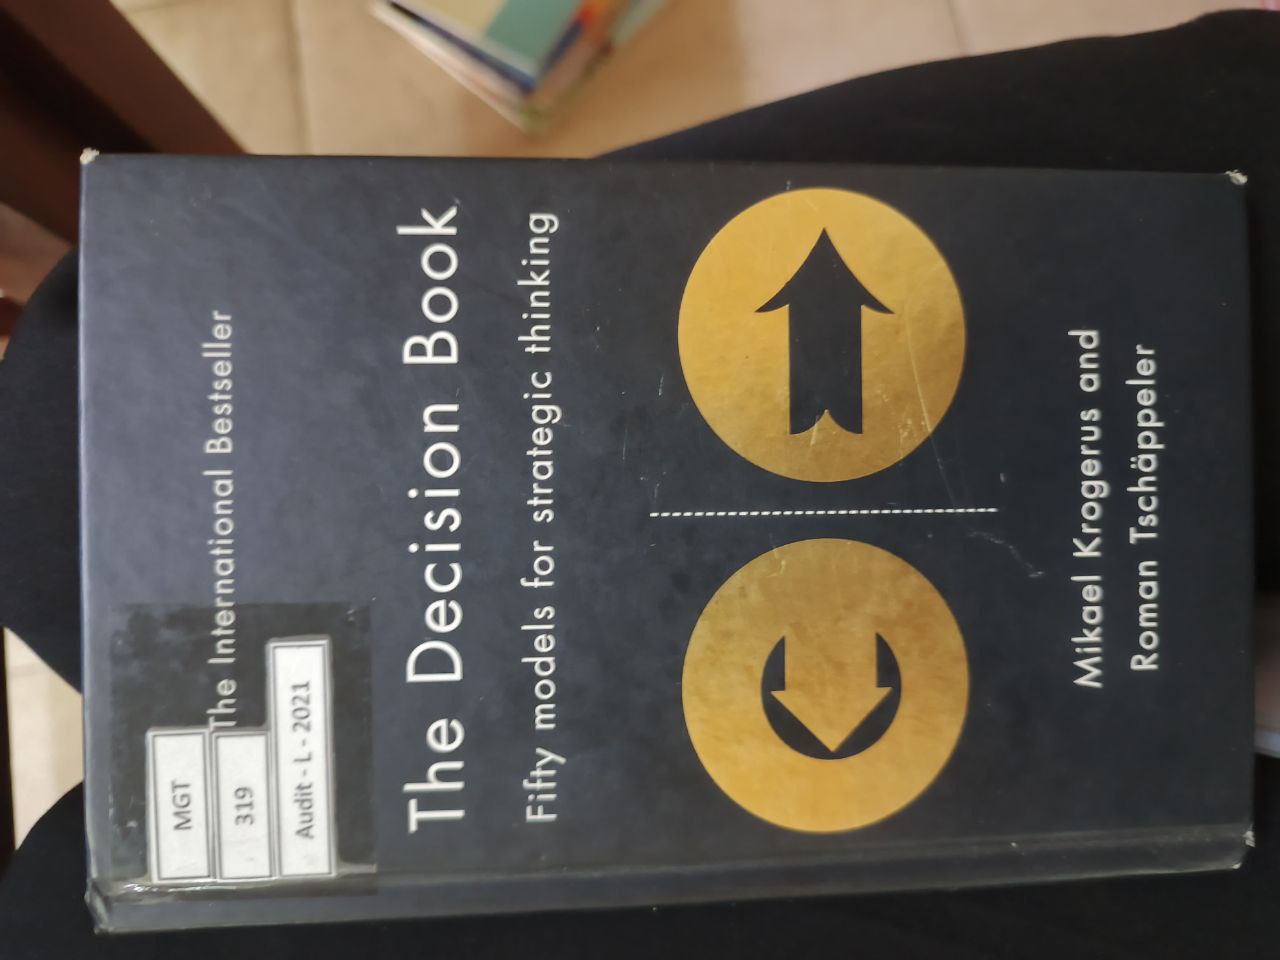 MGT
319
Audit - L - 2021
The International Bestseller
The Decision Book
Fifty models for strategic thinking
Mikael Krogerus and
Roman Tschäppeler